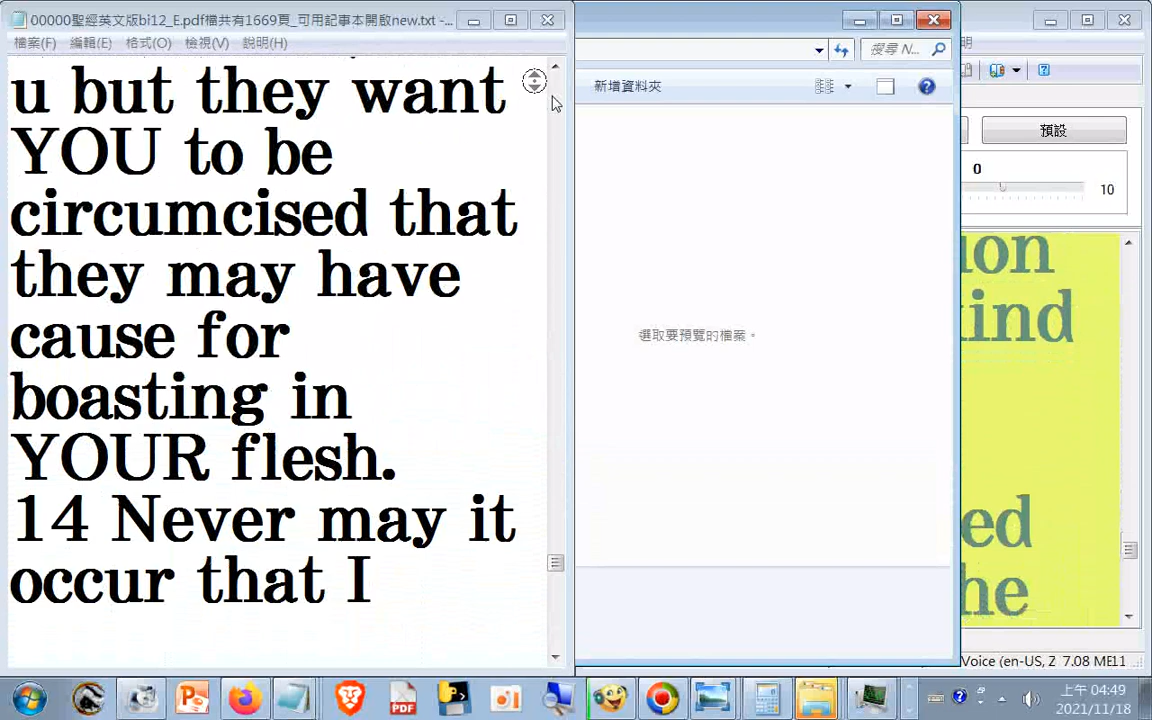 00000聖經英文版bi12_E.pdf檔共有1669頁_可用記事本開啟new.txt -...
檔案(F) 編輯(E) 格式(O) 檢視(V) 說明(H)
u but they want
YOU to be
circumcised that
they may have
cause for
boasting in
YOUR flesh.
14 Never may it
occur that I
搜尋 N...
新增資料夾
選取要預覽的檔案。
明
預設
0
10
ion
ind
ed
he
Voice (en-US, Z 7.08 ME11
上午 04:49
2021/11/18
PDF